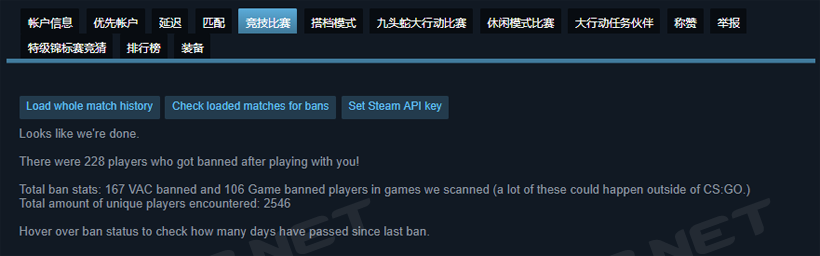 帐户信息 优先帐户 延迟 匹配 竞技比赛 搭档模式 九头蛇大行动比赛 休闲模式比赛 大行动任务伙伴 称赞 举报
特级锦标赛竞猜 排行榜 装备
Load whole match history Check loaded matches for bans Set Steam API key
Looks like we're done.
There were 228 players who got banned after playing with you!
Total ban stats: 167 VAC banned and 106 Game banned players in games we scanned (a lot of these could happen outside of CS:GO.)
Total amount of unique players encountered: 2546
Hover over ban status to check how many days have passed since last ban.
.NET